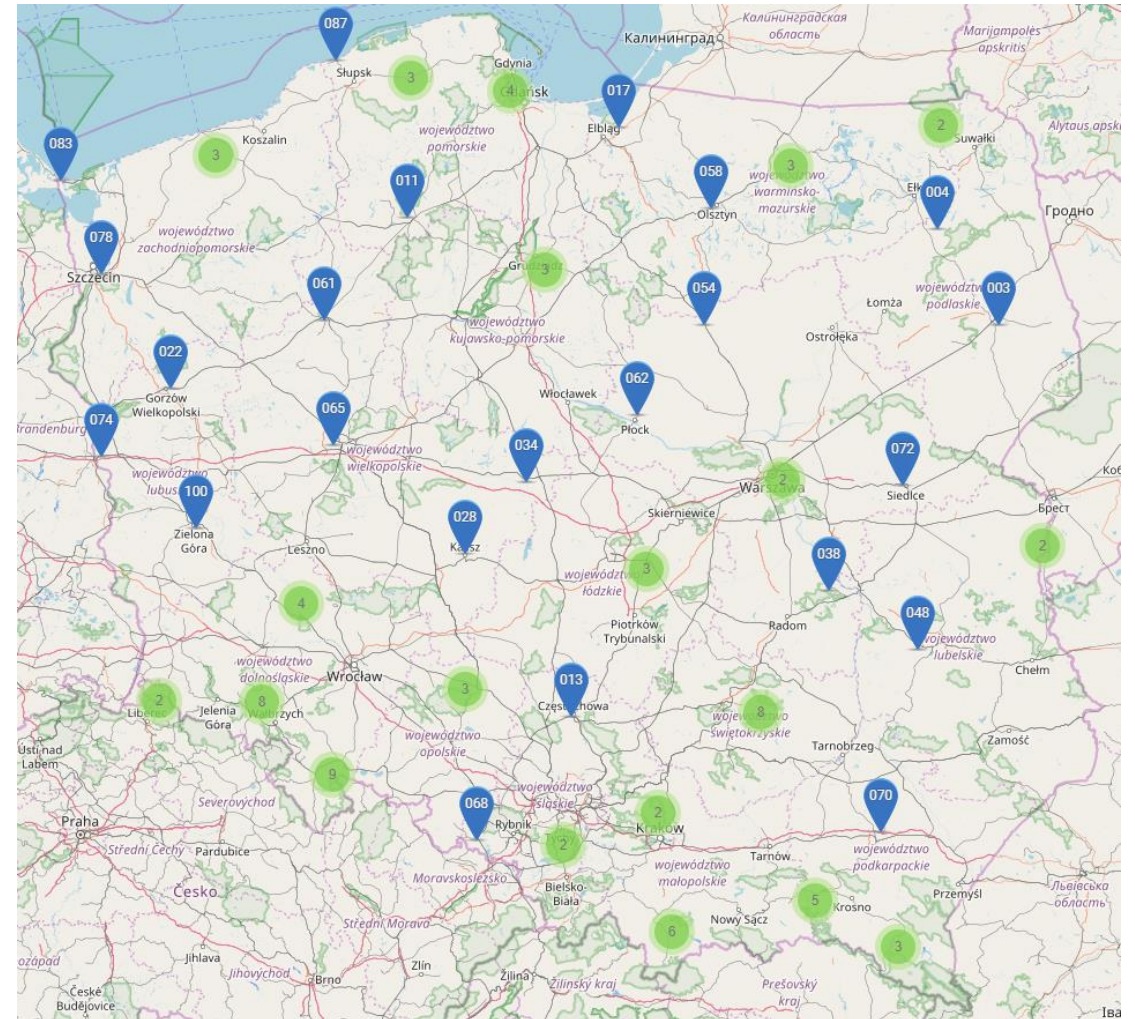 087
Калининградская
область
Marijampolės
apskritis
Калининград
Gdynia
Słupsk
3
4
Gdańsk
017
Elbląg
2
Suwałki
Alytaus apski
083
Koszalin
województwo
pomorskie
3
011
058
3
województwo
warmińsko-
mazurskie
Ełk
004
Гродно
078
województwo
zachodniopomorskie
Olsztyn
Szczecin
061
Grudziądz
3
054
003
województwo
podlaskie
Łomża
Ostrołęka
województwo
kujawsko-pomorskie
022
062
Włocławek
Gorzów
Wielkopolski
074
Brandenburg
065
Płock
województwo
wielkopolskie
034
072
województwo
lubuskie
2
Warszawa
Siedlce
Брест
100
Zielona
Góra
Leszno
028
Kalisz
Skierniewice
2
038
województwo
łódzkie
3
4
Piotrków
Trybunalski
Radom
048
województwo
lubelskie
Chełm
województwo
dolnośląskie
Wrocław
2
Liberec
Jelenia
Góra
8
Wałbrzych
3
013
Częstochowa
8
województwo
świętokrzyskie
województwo
opolskie
Tarnobrzeg
Zamość
Ústí nad
Labem
9
Severovýchod
068
województwo
śląskie
2
070
Praha
Rybnik
Kraków
Střední Čechy
Pardubice
2
Tarnów
województwo
podkarpackie
Moravskoslezsko
województwo
małopolskie
Česko
Bielsko-
Biała
5
Krosno
Przemyśl
Львівська
область
Střední Morava
Nowy Sącz
6
3
Jihlava
Zlín
Jihovýchod
Brno
Žilina
Žilinský kraj
Prešovský
kraj
České
Budějovice